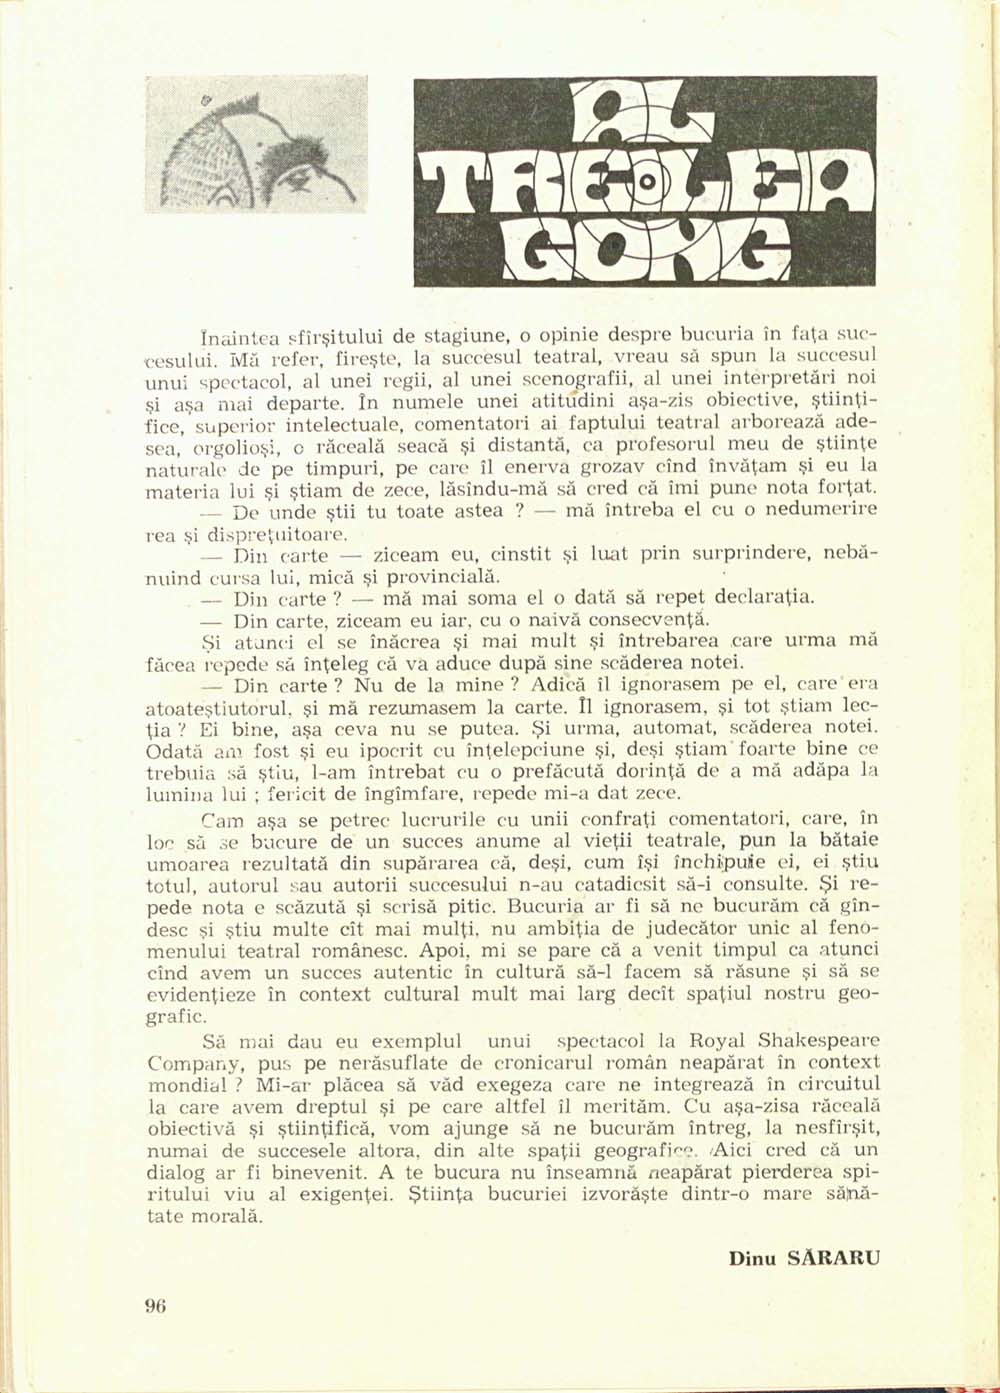 AL
TREILEA
GONG
Înaintea sfîrşitului de stagiune, o opinie despre bucuria în faţa suc-
cesului. Mă refer, fireşte, la succesul teatral, vreau să spun la succesul
unui spectacol, al unei regii, al unei scenografii, al unei interpretări noi
şi aşa mai departe. În numele unei atitudini aşa-zis obiective, ştiinţi-
fice, superior intelectuale, comentatori ai faptului teatral arborează ade-
sea, orgolioşi, o răceală seacă şi distantă, ca profesorul meu de ştiinţe
naturale de pe timpuri, pe care îl enerva grozav cînd învăţam şi eu la
materia lui şi ştiam de zece, lăsîndu-mă să cred că îmi pune nota forţat.
— De unde ştii tu toate astea ? — mă întreba el cu o nedumerire
rea şi dispreţuitoare.
— Din carte — ziceam eu, cinstit şi luat prin surprindere, nebă-
nuind cursa lui, mică şi provincială.
— Din carte ? — mă mai soma el o dată să repet declaraţia.
— Din carte, ziceam eu iar, cu o naivă consecvenţă.
Şi atunci el se înăcrea şi mai mult şi întrebarea care urma mă
făcea repede să înţeleg că va aduce după sine scăderea notei.
— Din carte ? Nu de la mine ? Adică îl ignorasem pe el, care era
atoateştiutorul, şi mă rezumasem la carte. Îl ignorasem, şi tot ştiam lec-
ţia ? Ei bine, aşa ceva nu se putea. Şi urma, automat, scăderea notei.
Odată am fost şi eu ipocrit cu înţelepciune şi, deşi ştiam foarte bine ce
trebuia să ştiu, l-am întrebat cu o prefăcută dorinţă de a mă adăpa la
lumina lui ; fericit de îngîmfare, repede mi-a dat zece.
Cam aşa se petrec lucrurile cu unii confraţi comentatori, care, în
loc să se bucure de un succes anume al vieţii teatrale, pun la bătaie
umoarea rezultată din supărarea că, deşi, cum îşi închipuie ei, ei ştiu
totul, autorul sau autorii succesului n-au catadicsit să-i consulte. Şi re-
pede nota e scăzută şi scrisă pitic. Bucuria ar fi să ne bucurăm că gîn-
desc şi ştiu multe cît mai mulţi, nu ambiţia de judecător unic al feno-
menului teatral românesc. Apoi, mi se pare că a venit timpul ca atunci
cînd avem un succes autentic în cultură să-l facem să răsune şi să se
evidenţieze în context cultural mult mai larg decît spaţiul nostru geo-
grafic.
Să mai dau eu exemplul unui spectacol la Royal Shakespeare
Company, pus pe nerăsuflate de cronicarul român neapărat în context
mondial ? Mi-ar plăcea să văd exegeza care ne integrează în circuitul
la care avem dreptul şi pe care altfel îl merităm. Cu aşa-zisa răceală
obiectivă şi ştiinţifică, vom ajunge să ne bucurăm întreg, la nesfîrşit,
numai de succesele altora, din alte spaţii geografice. Aici cred că un
dialog ar fi binevenit. A te bucura nu înseamnă neapărat pierderea spi-
ritului viu al exigenţei. Ştiinţa bucuriei izvorăşte dintr-o mare sănă-
tate morală.
Dinu SĂRARU
96